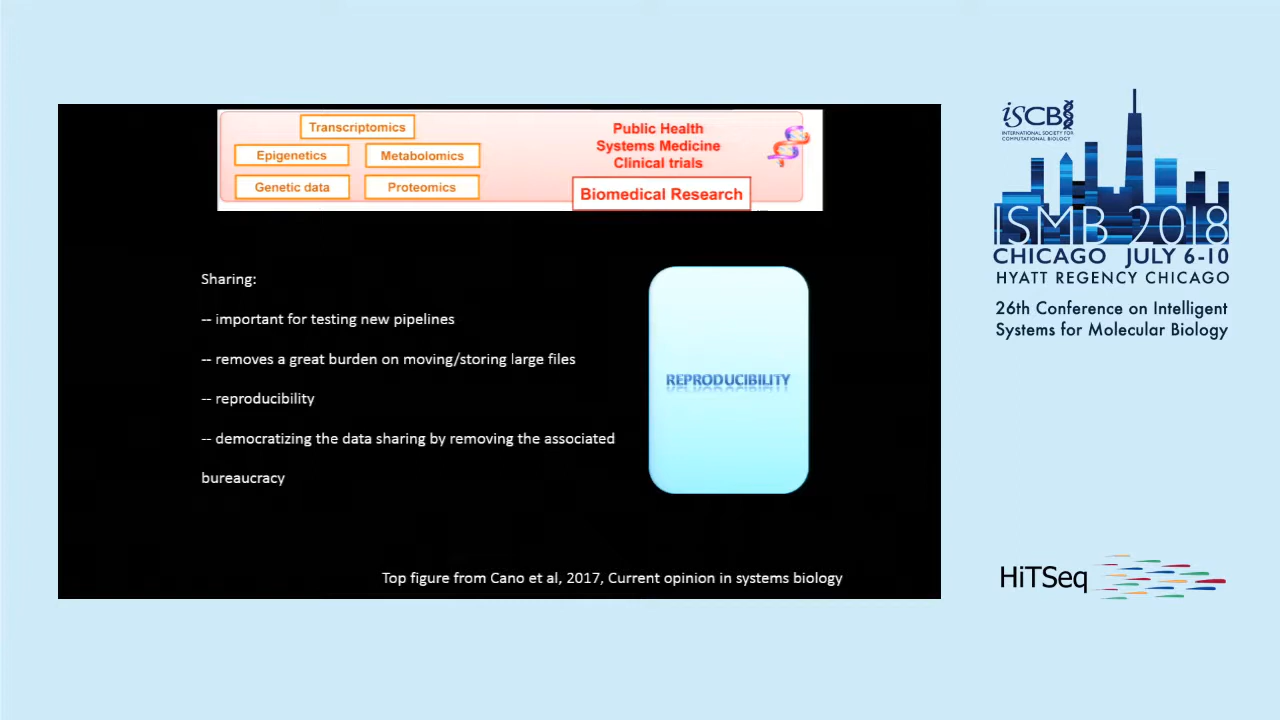 Transcriptomics
Epigenetics
Metabolomics
Genetic data
Proteomics
Public Health
Systems Medicine
Clinical trials
Biomedical Research
Sharing:
-- important for testing new pipelines
-- removes a great burden on moving/storing large files
-- reproducibility
-- democratizing the data sharing by removing the associated
bureaucracy
REPRODUCIBILITY
Top figure from Cano et al, 2017, Current opinion in systems biology
iSCB
INTERNATIONAL SOCIETY FOR
COMPUTATIONAL BIOLOGY
ISMB 2018
CHICAGO JULY 6-10
HYATT REGENCY CHICAGO
26th Conference on Intelligent
Systems for Molecular Biology
HiTSeq